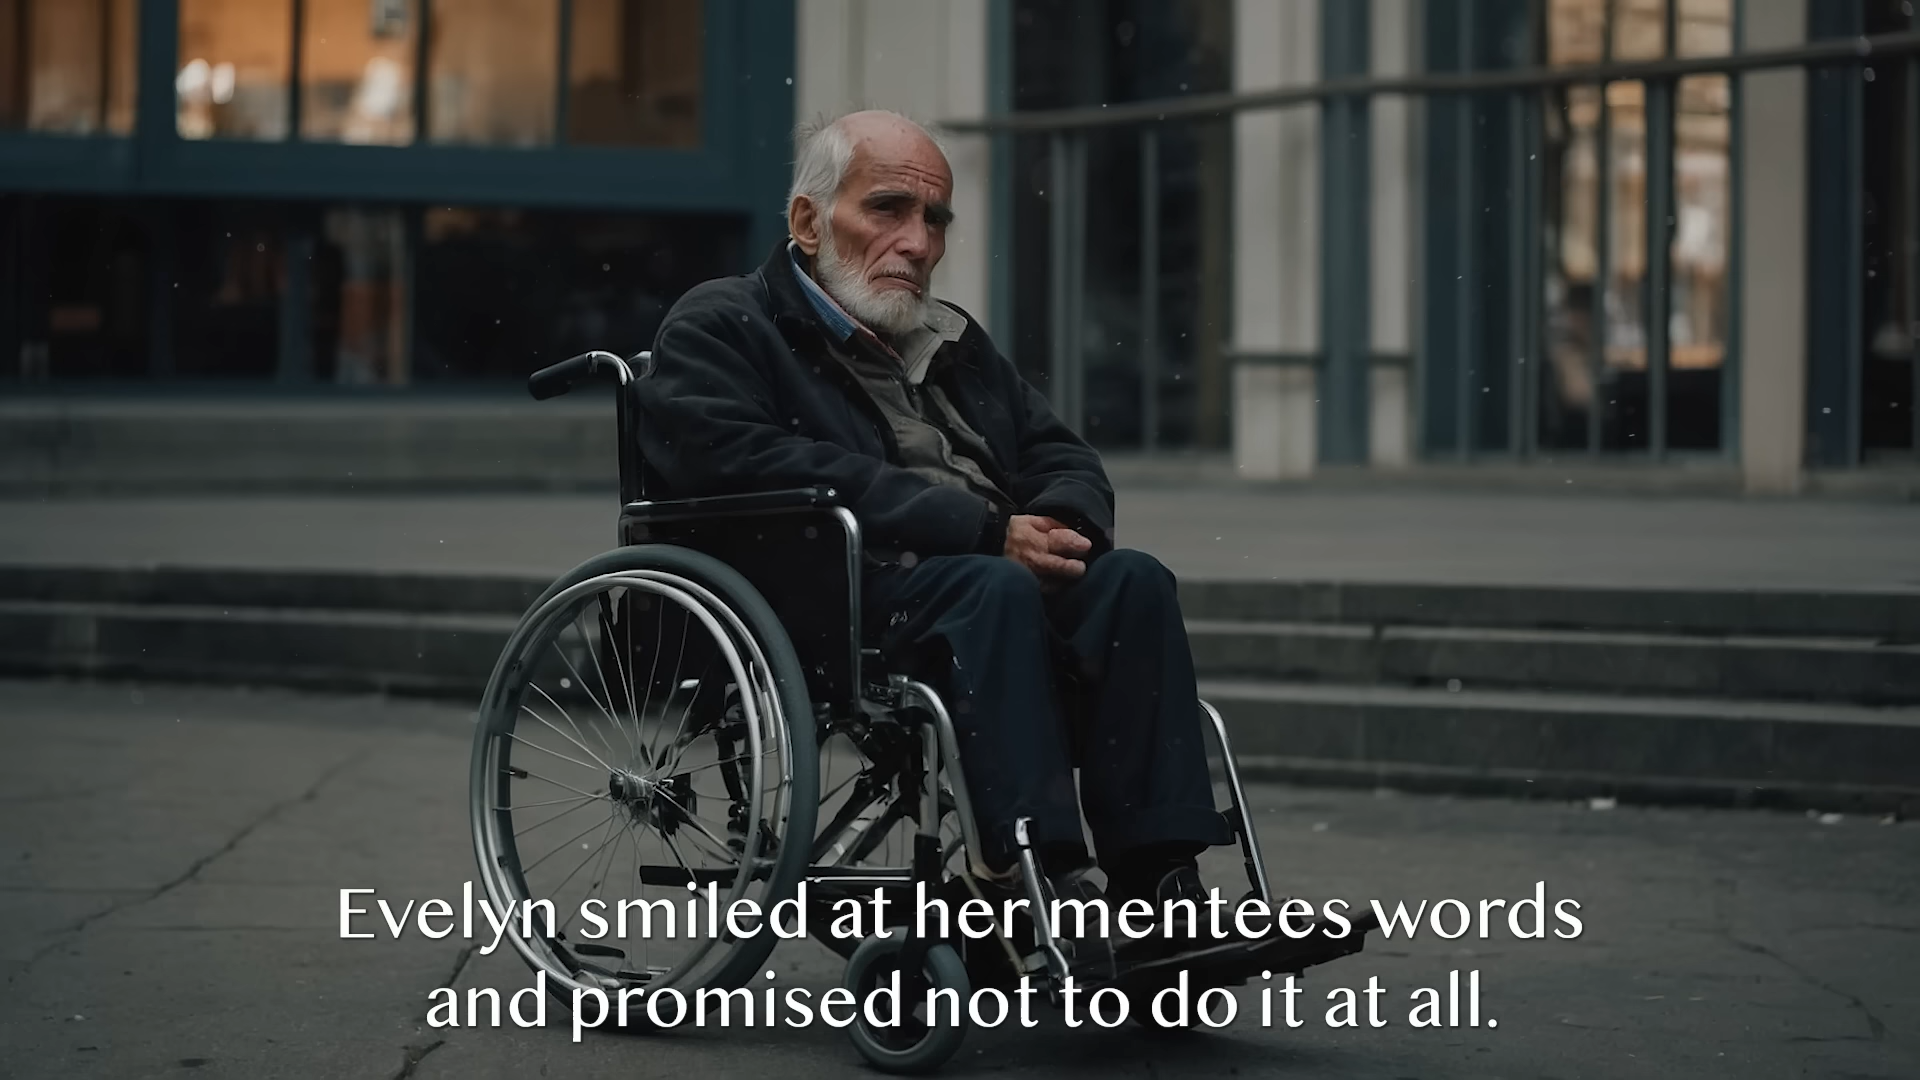 Evelyn smiled at her mentees words
and promised not to do it at all.